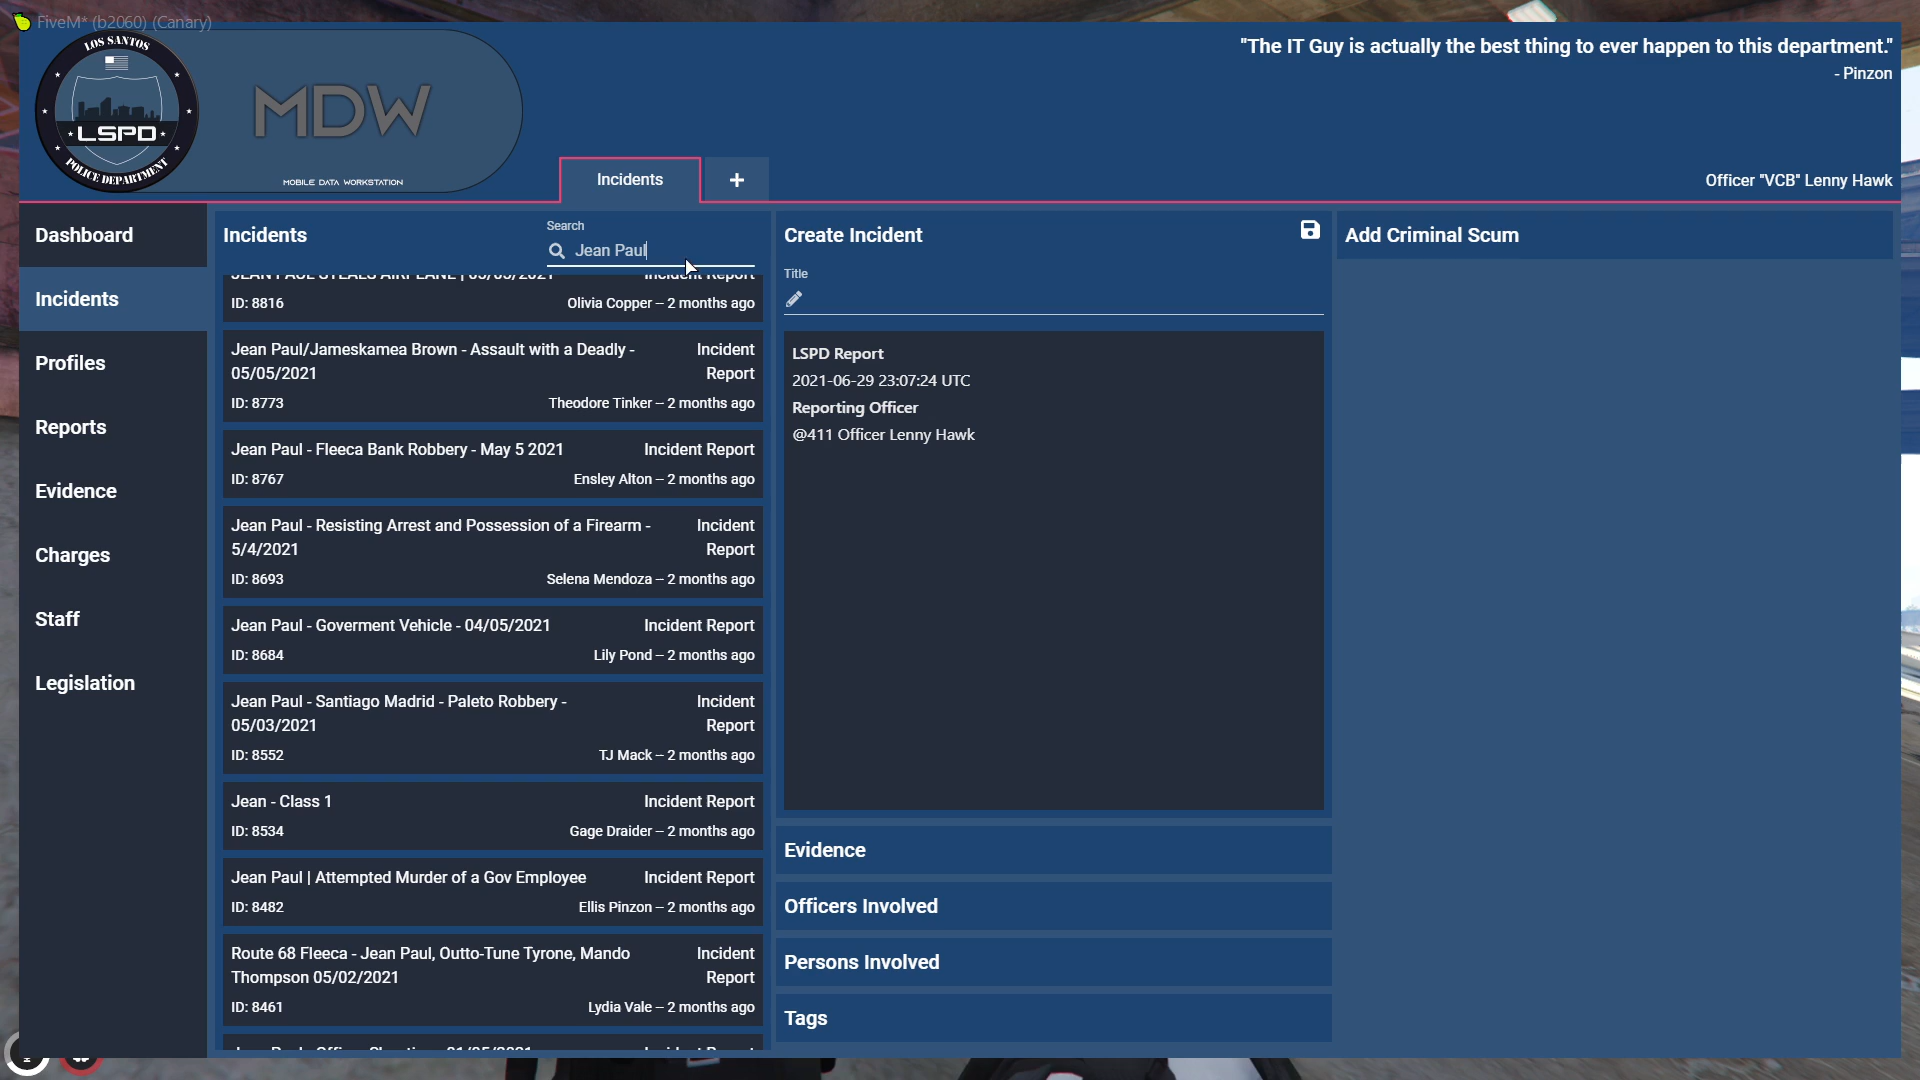 FiveM* (b2060) (Canary)
LOS SANTOS
LSPD
POLICE DEPARTMENT
MDW
MOBILE DATA WORKSTATION
"The IT Guy is actually the best thing to ever happen to this department."
- Pinzon
Incidents
+
Officer "VCB" Lenny Hawk
Dashboard
Incidents
Profiles
Reports
Evidence
Charges
Staff
Legislation
Incidents
Search
Jean Paul
JEAN PAUL STEALS AIRPLANE | 05/05/2021 Incident Report
ID: 8816 Olivia Copper – 2 months ago
Jean Paul/Jameskamea Brown - Assault with a Deadly - Incident
05/05/2021 Report
ID: 8773 Theodore Tinker – 2 months ago
Jean Paul - Fleeca Bank Robbery - May 5 2021 Incident Report
ID: 8767 Ensley Alton – 2 months ago
Jean Paul - Resisting Arrest and Possession of a Firearm - Incident
5/4/2021 Report
ID: 8693 Selena Mendoza – 2 months ago
Jean Paul - Goverment Vehicle - 04/05/2021 Incident Report
ID: 8684 Lily Pond – 2 months ago
Jean Paul - Santiago Madrid - Paleto Robbery - Incident
05/03/2021 Report
ID: 8552 TJ Mack – 2 months ago
Jean - Class 1 Incident Report
ID: 8534 Gage Draider – 2 months ago
Jean Paul | Attempted Murder of a Gov Employee Incident Report
ID: 8482 Ellis Pinzon – 2 months ago
Route 68 Fleeca - Jean Paul, Outto-Tune Tyrone, Mando Incident
Thompson 05/02/2021 Report
ID: 8461 Lydia Vale – 2 months ago
Create Incident
Title
LSPD Report
2021-06-29 23:07:24 UTC
Reporting Officer
@411 Officer Lenny Hawk
Evidence
Officers Involved
Persons Involved
Tags
Add Criminal Scum